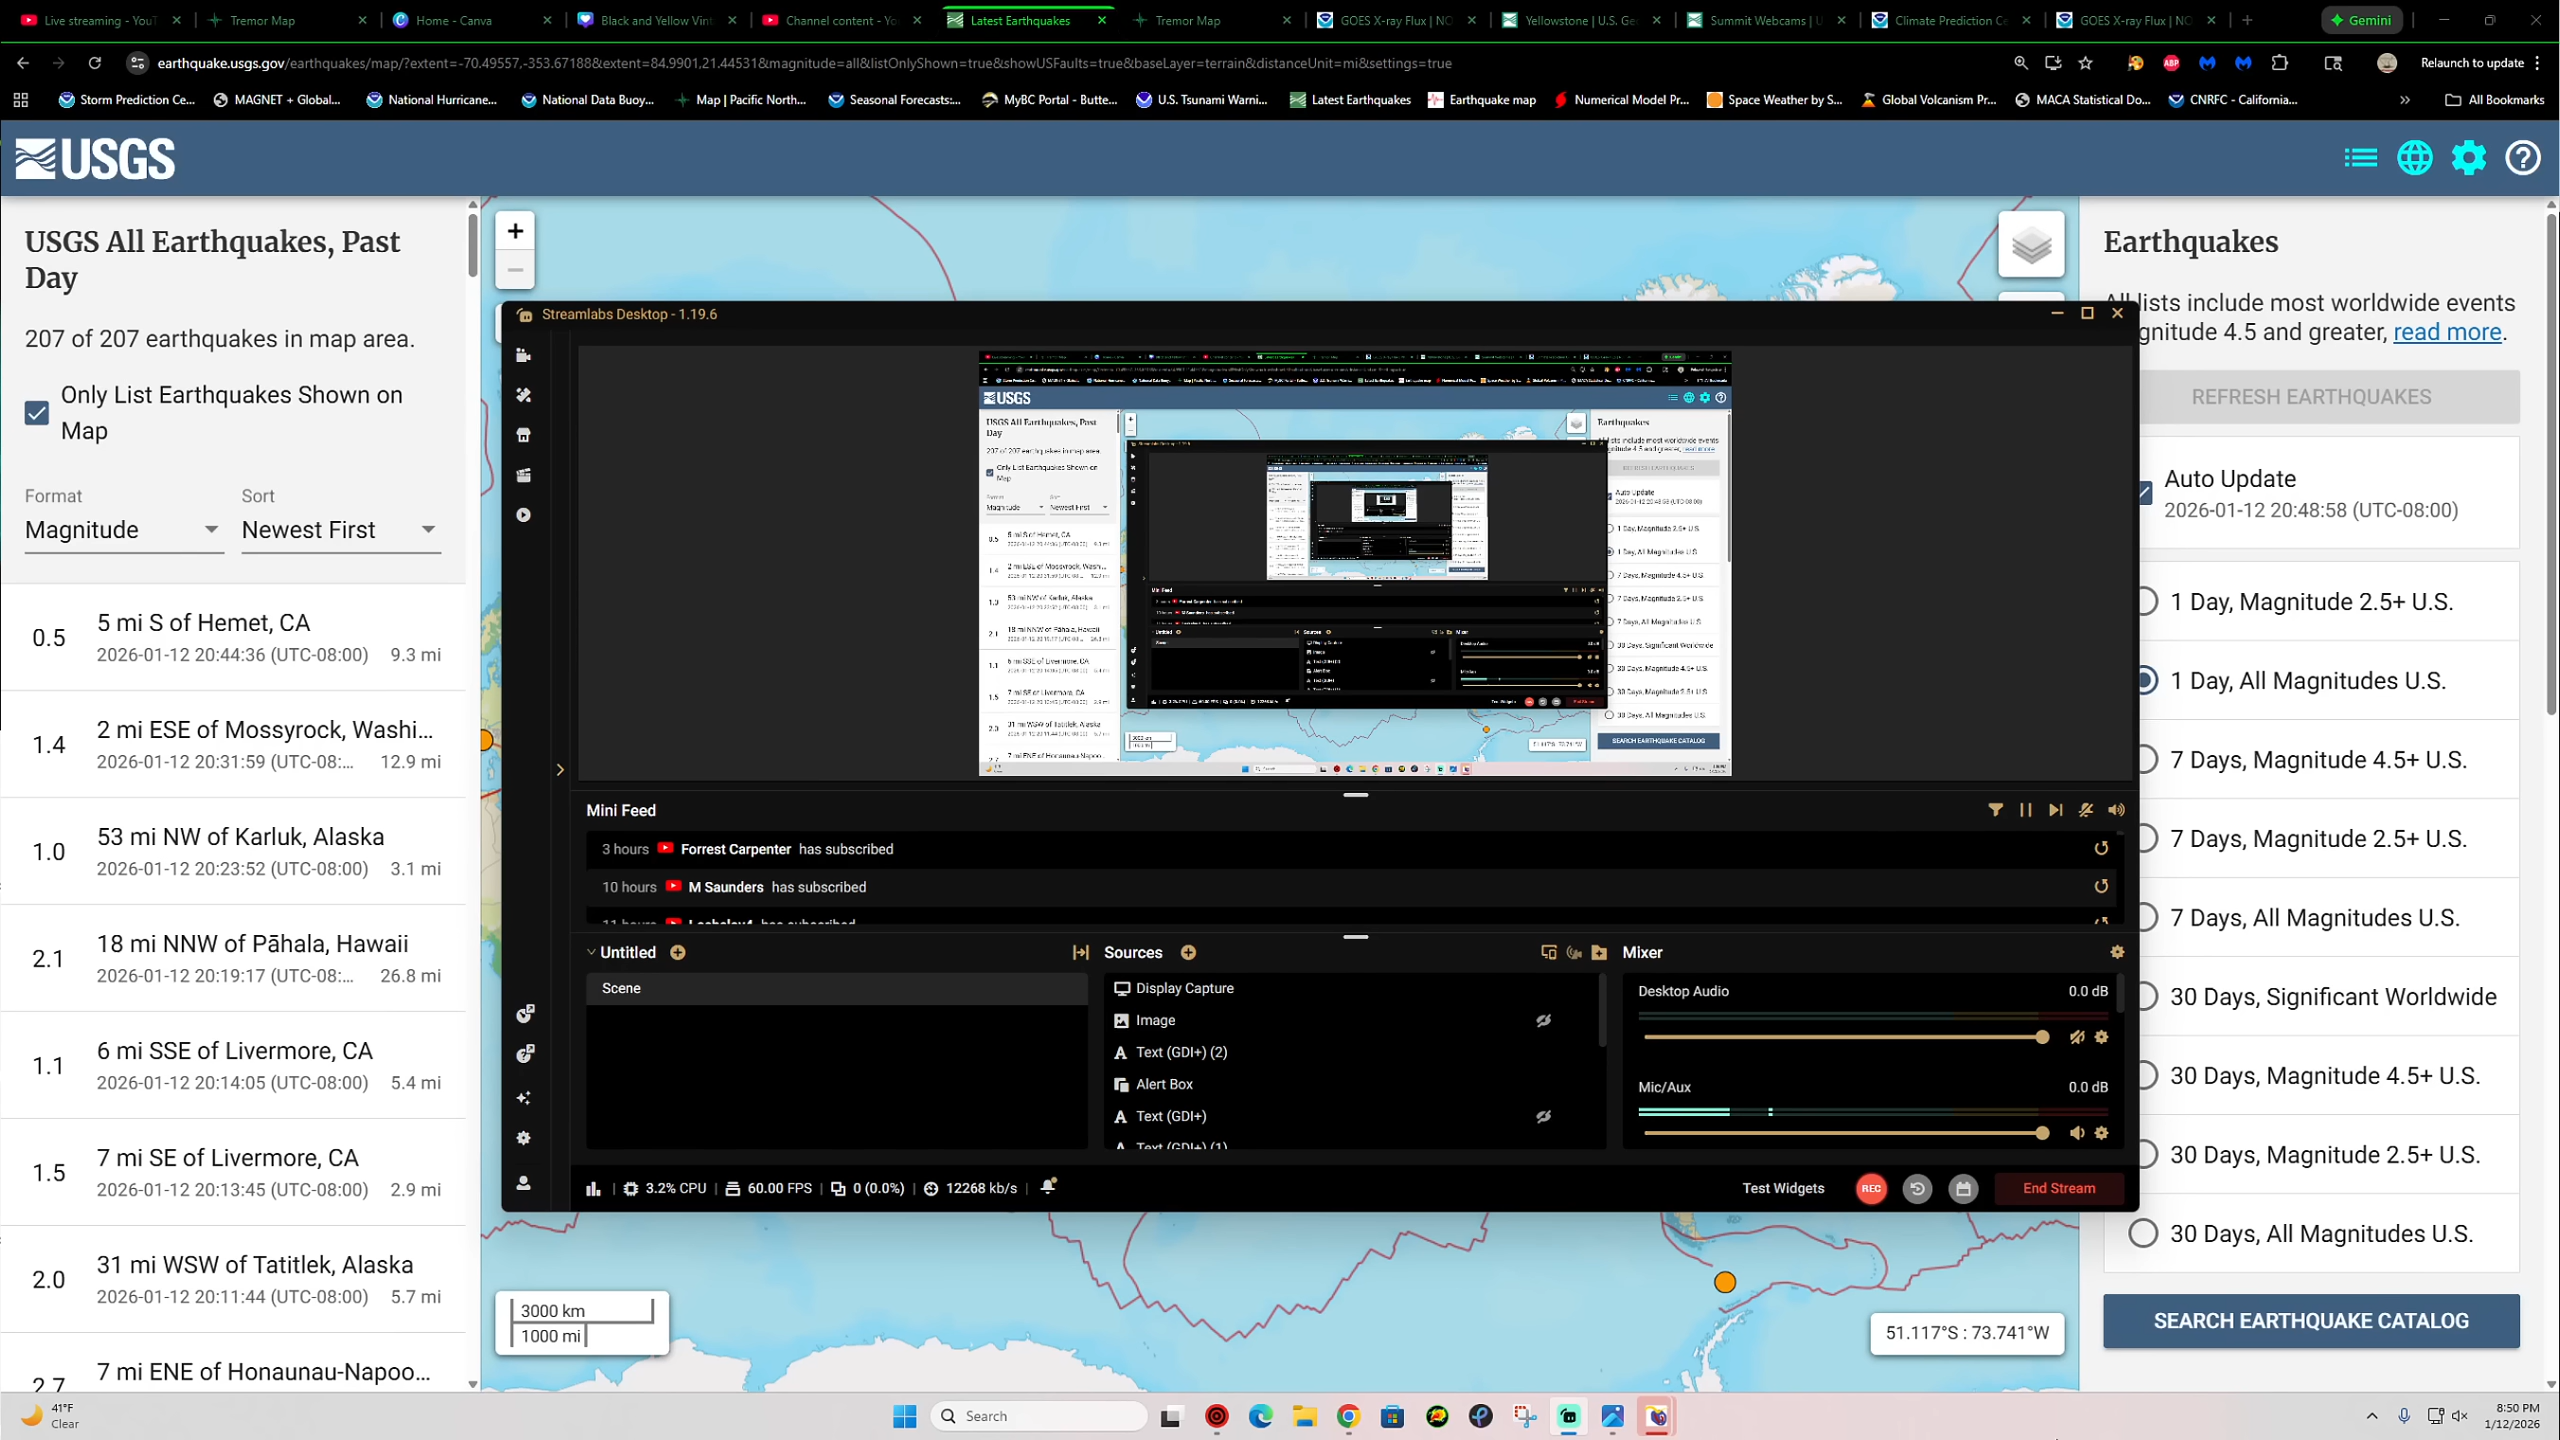 Live streaming - YouT
Tremor Map
Home - Canva
Black and Yellow Vint
Channel content - Yo
Latest Earthquakes
Tremor Map
GOES X-ray Flux | NO
Yellowstone | U.S. Ge
Summit Webcams | U
Climate Prediction Ce
GOES X-ray Flux | NO
Gemini
earthquake.usgs.gov/earthquakes/map/?extent=-70.49557,-353.67188&extent=84.9901,21.44531&magnitude=all&listOnlyShown=true&showUSFaults=true&baseLayer=terrain&distanceUnit=mi&settings=true
ABP
Relaunch to update
Storm Prediction Ce...
MAGNET + Global...
National Hurricane...
National Data Buoy...
Map | Pacific North...
Seasonal Forecasts:...
MyBC Portal - Butte...
U.S. Tsunami Warni...
Latest Earthquakes
Earthquake map
Numerical Model Pr...
Space Weather by S...
Global Volcanism Pr...
MACA Statistical Do...
CNRFC - California...
All Bookmarks
USGS
USGS All Earthquakes, Past
Day
207 of 207 earthquakes in map area.
Only List Earthquakes Shown on
Map
Format
Sort
Magnitude
Newest First
0.5
5 mi S of Hemet, CA
2026-01-12 20:44:36 (UTC-08:00) 9.3 mi
1.4
2 mi ESE of Mossyrock, Washi...
2026-01-12 20:31:59 (UTC-08:... 12.9 mi
1.0
53 mi NW of Karluk, Alaska
2026-01-12 20:23:52 (UTC-08:00) 3.1 mi
2.1
18 mi NNW of Pāhala, Hawaii
2026-01-12 20:19:17 (UTC-08:... 26.8 mi
1.1
6 mi SSE of Livermore, CA
2026-01-12 20:14:05 (UTC-08:00) 5.4 mi
1.5
7 mi SE of Livermore, CA
2026-01-12 20:13:45 (UTC-08:00) 2.9 mi
2.0
31 mi WSW of Tatitlek, Alaska
2026-01-12 20:11:44 (UTC-08:00) 5.7 mi
2.7
7 mi ENE of Honaunau-Napoo...
Streamlabs Desktop - 1.19.6
Mini Feed
3 hours Forrest Carpenter has subscribed
10 hours M Saunders has subscribed
11 hours has subscribed
Untitled
Scene
Sources
Display Capture
Image
Text (GDI+) (2)
Alert Box
Text (GDI+)
Text (GDI+) (1)
Mixer
Desktop Audio 0.0 dB
Mic/Aux 0.0 dB
3.2% CPU
60.00 FPS
0 (0.0%)
12268 kb/s
Test Widgets
REC
End Stream
3000 km
1000 mi
51.117°S : 73.741°W
Earthquakes
All lists include most worldwide events
gnitude 4.5 and greater, read more.
REFRESH EARTHQUAKES
Auto Update
2026-01-12 20:48:58 (UTC-08:00)
1 Day, Magnitude 2.5+ U.S.
1 Day, All Magnitudes U.S.
7 Days, Magnitude 4.5+ U.S.
7 Days, Magnitude 2.5+ U.S.
7 Days, All Magnitudes U.S.
30 Days, Significant Worldwide
30 Days, Magnitude 4.5+ U.S.
30 Days, Magnitude 2.5+ U.S.
30 Days, All Magnitudes U.S.
SEARCH EARTHQUAKE CATALOG
41°F
Clear
Search
8:50 PM
1/12/2026